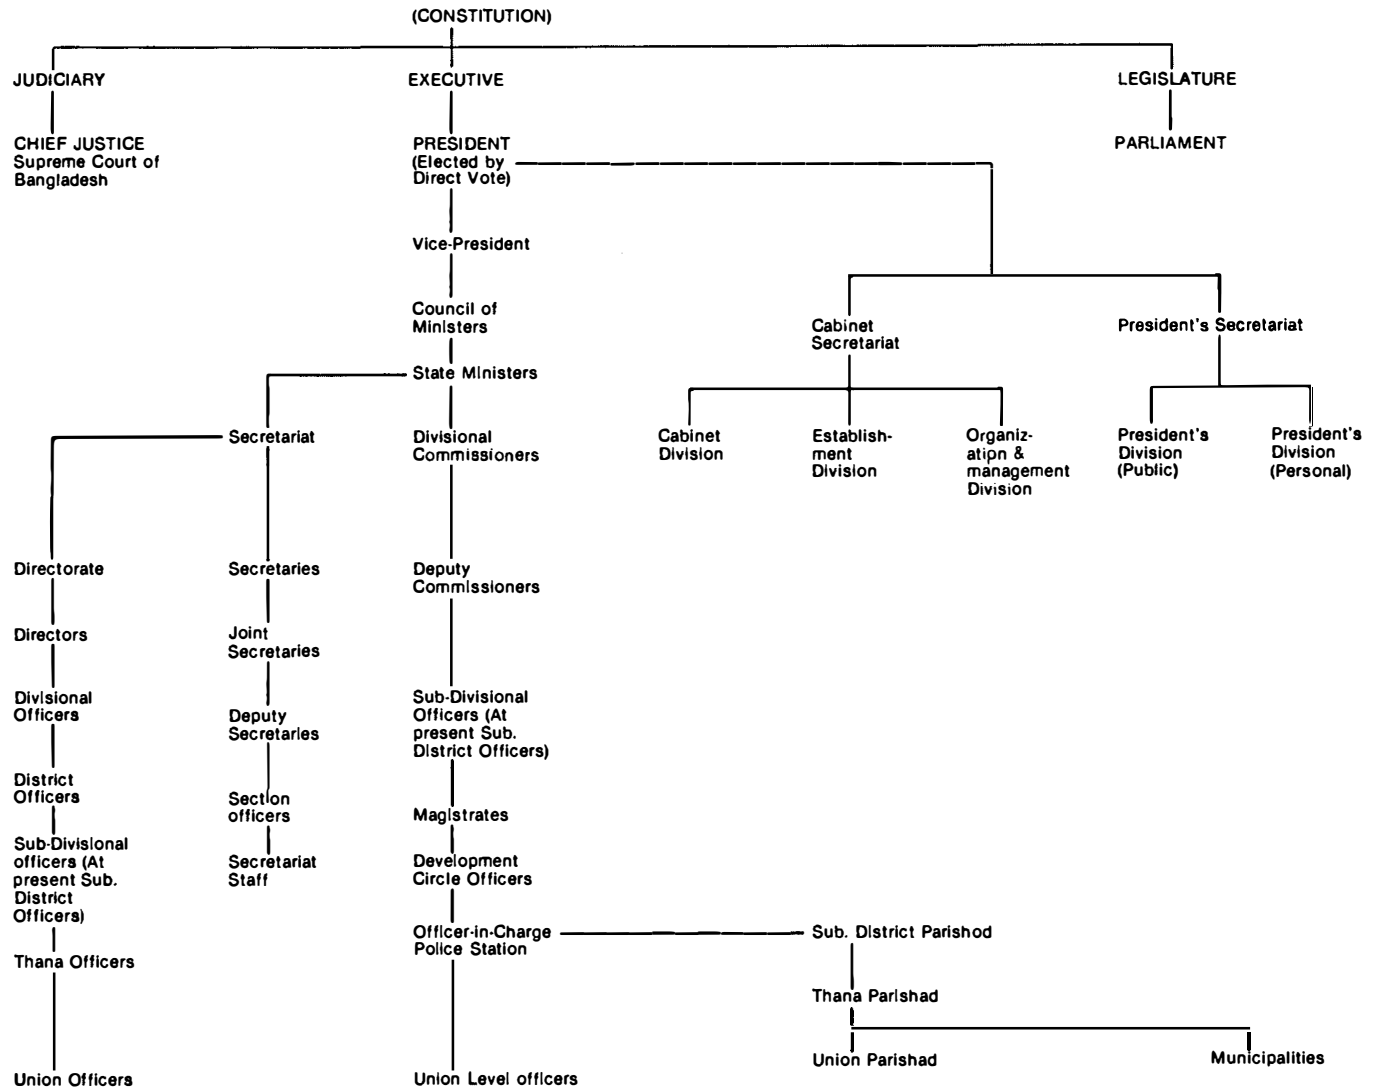 (CONSTITUTION)
JUDICIARY
EXECUTIVE
LEGISLATURE
CHIEF JUSTICE
Supreme Court of
Bangladesh
PRESIDENT
(Elected by
Direct Vote)
PARLIAMENT
Vice-President
Council of
Ministers
Cabinet
Secretariat
President's Secretariat
State Ministers
Secretariat
Divisional
Commissioners
Cabinet
Division
Establish-
ment
Division
Organiz-
ation &
management
Division
President's
Division
(Public)
President's
Division
(Personal)
Directorate
Secretaries
Deputy
Commissioners
Directors
Joint
Secretaries
Divisional
Officers
Deputy
Secretaries
Sub-Divisional
Officers (At
present Sub.
District Officers)
District
Officers
Section
officers
Magistrates
Sub-Divisional
officers (At
present Sub.
District
Officers)
Secretariat
Staff
Development
Circle Officers
Officer-in-Charge
Police Station
Sub. District Parishod
Thana Officers
Thana Parishad
Union Parishad
Municipalities
Union Officers
Union Level officers